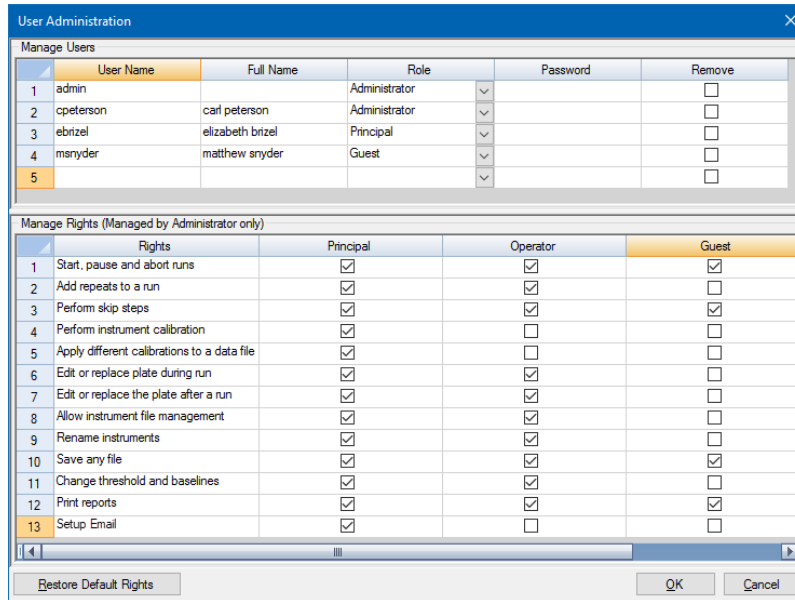 User Administration
Manage Users
User Name Full Name Role Password Remove
1 admin Administrator
2 cpeterson carl peterson Administrator
3 ebrizel elizabeth brizel Principal
4 msnyder matthew snyder Guest
5
Manage Rights (Managed by Administrator only)
Rights Principal Operator Guest
1 Start, pause and abort runs
2 Add repeats to a run
3 Perform skip steps
4 Perform instrument calibration
5 Apply different calibrations to a data file
6 Edit or replace plate during run
7 Edit or replace the plate after a run
8 Allow instrument file management
9 Rename instruments
10 Save any file
11 Change threshold and baselines
12 Print reports
13 Setup Email
Restore Default Rights OK Cancel